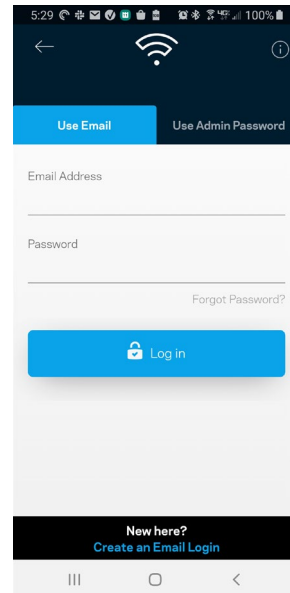 5:29 100%
Use Email Use Admin Password
Email Address
Password
Forgot Password?
Log in
New here?
Create an Email Login